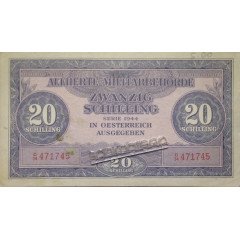 ALLIIERTE MILITÄRBEHÖRDE
ZWANZIG
SCHILLING
SERIE 1944
IN OESTERREICH
AUSGEGEBEN
20 20
SCHILLING SCHILLING
471745 471745
20